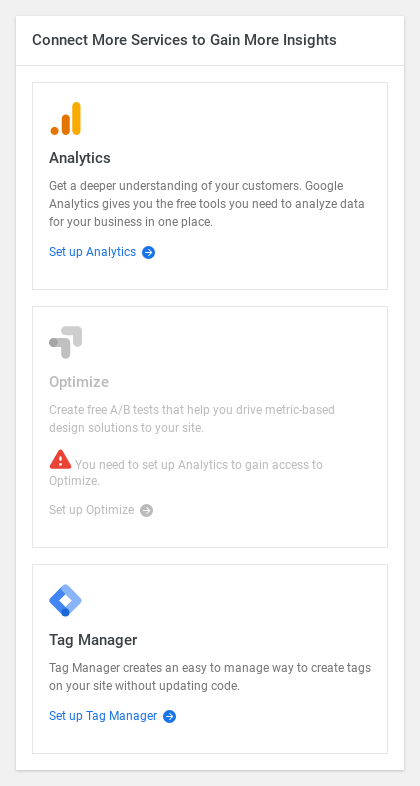 Connect More Services to Gain More Insights
Analytics
Get a deeper understanding of your customers. Google
Analytics gives you the free tools you need to analyze data
for your business in one place.
Set up Analytics
Optimize
Create free A/B tests that help you drive metric-based
design solutions to your site.
You need to set up Analytics to gain access to
Optimize.
Set up Optimize
Tag Manager
Tag Manager creates an easy to manage way to create tags
on your site without updating code.
Set up Tag Manager